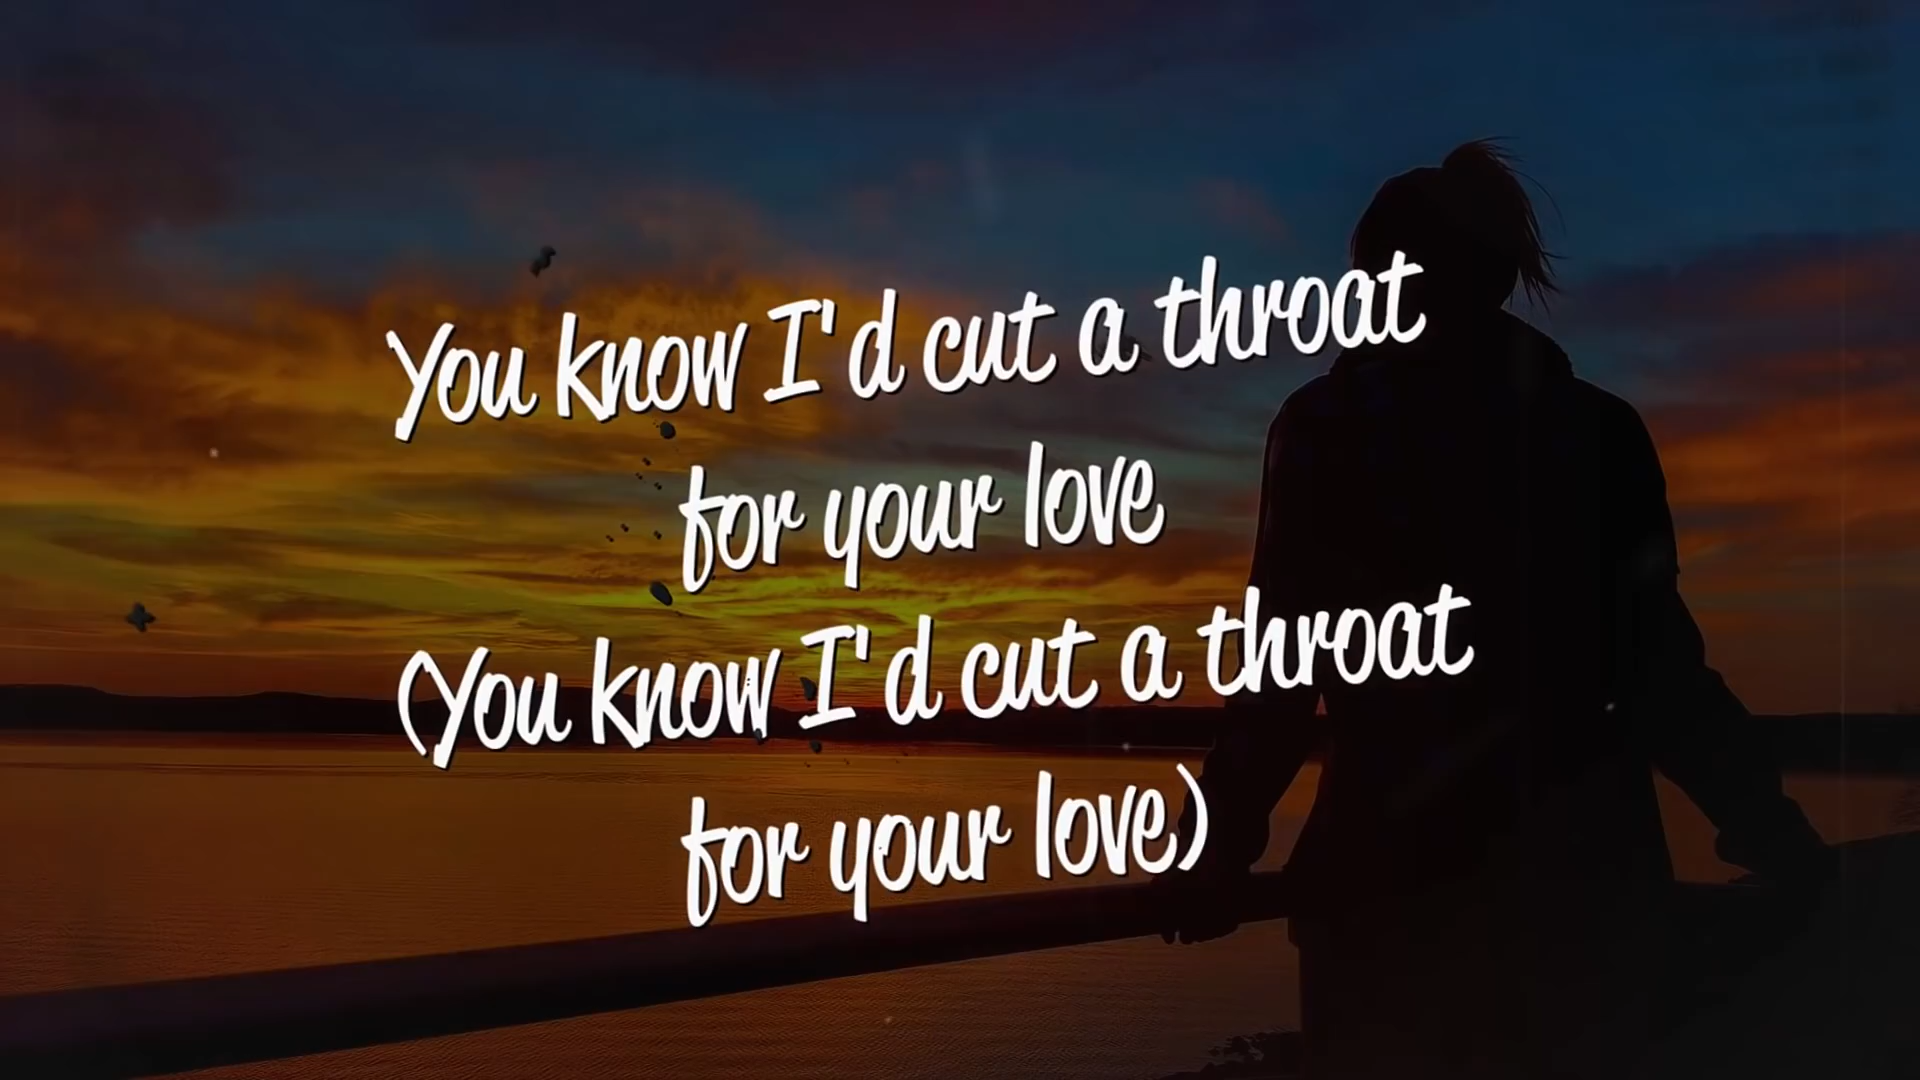 You know I'd cut a throat
for your love
(You know I'd cut a throat
for your love)